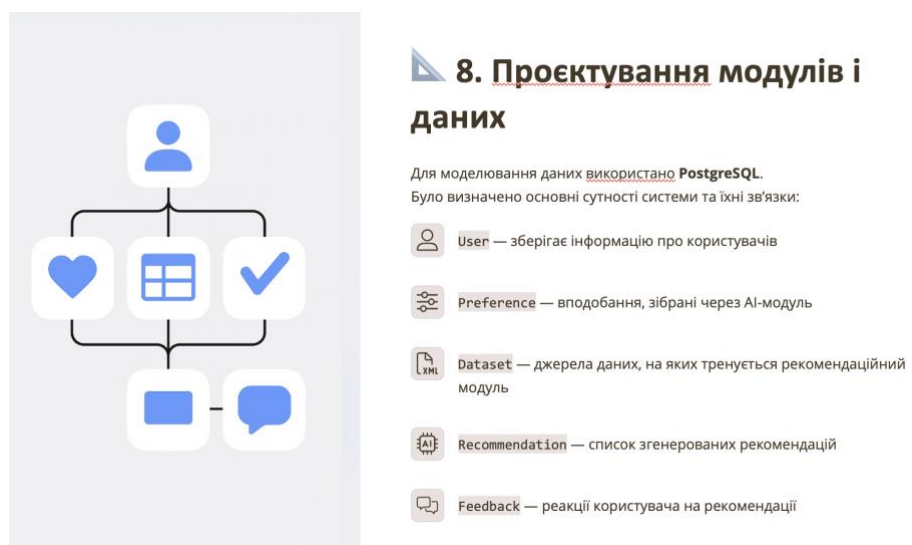 8. Проєктування модулів і
даних
Для моделювання даних використано PostgreSQL.
Було визначено основні сутності системи та їхні зв’язки:
User — зберігає інформацію про користувачів
Preference — вподобання, зібрані через AI-модуль
XML
Dataset — джерела даних, на яких тренується рекомендаційний
модуль
AI
Recommendation — список згенерованих рекомендацій
Feedback — реакції користувача на рекомендації